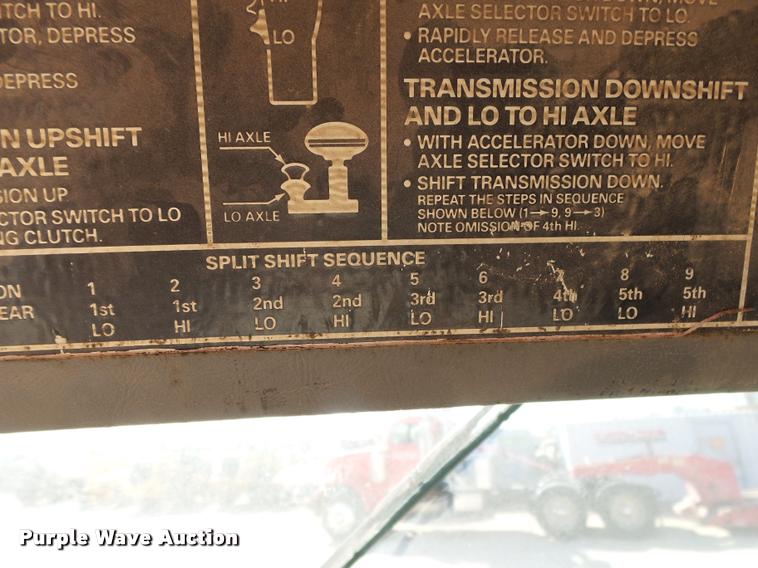 ITCH TO HI.
TOR, DEPRESS
DEPRESS
N UPSHIFT
AXLE
SION UP
CTOR SWITCH TO LO
NG CLUTCH.
HI
LO
HI AXLE
LO AXLE
AXLE SELECTOR SWITCH TO LO.
• RAPIDLY RELEASE AND DEPRESS
ACCELERATOR.
TRANSMISSION DOWNSHIFT
AND LO TO HI AXLE
• WITH ACCELERATOR DOWN, MOVE
AXLE SELECTOR SWITCH TO HI.
• SHIFT TRANSMISSION DOWN.
REPEAT THE STEPS IN SEQUENCE
SHOWN BELOW (1→9, 9→3)
NOTE OMISSION OF 4th HI
SPLIT SHIFT SEQUENCE
ON 1 2 3 4 5 6 7 8 9
EAR 1st 1st 2nd 2nd 3rd 3rd 4th 5th 5th
LO HI LO HI LO HI LO LO HI
Purple Wave Auction